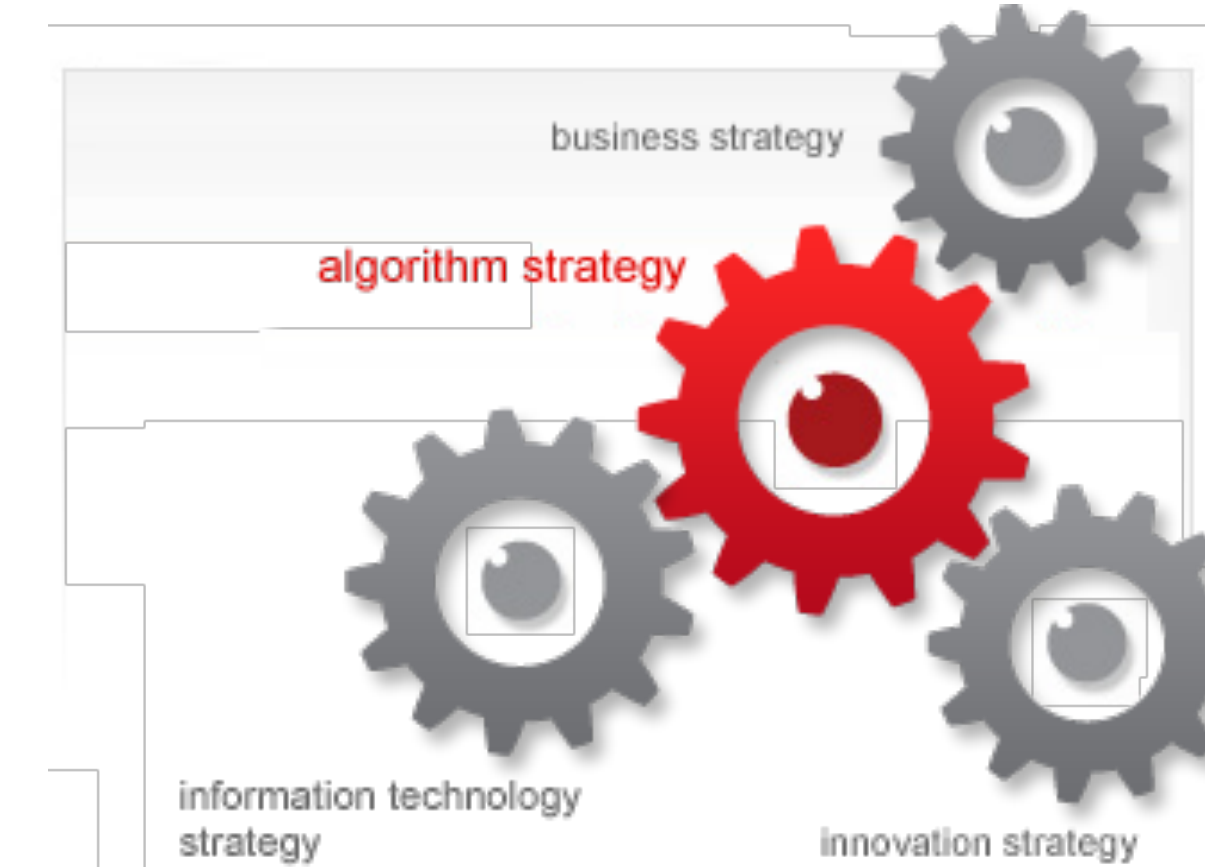 business strategy
algorithm strategy
information technology
strategy
innovation strategy